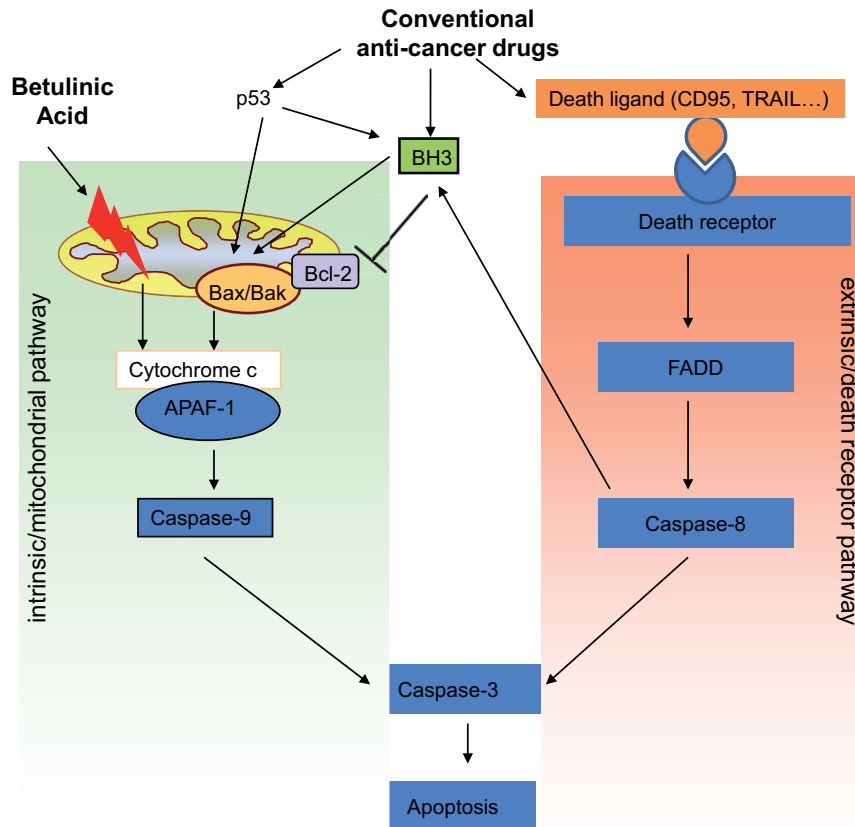 Conventional
anti-cancer drugs
Betulinic
Acid
p53
Death ligand (CD95, TRAIL…)
BH3
Death receptor
Bcl-2
Bax/Bak
intrinsic/mitochondrial pathway
extrinsic/death receptor pathway
Cytochrome c
APAF-1
FADD
Caspase-9
Caspase-8
Caspase-3
Apoptosis